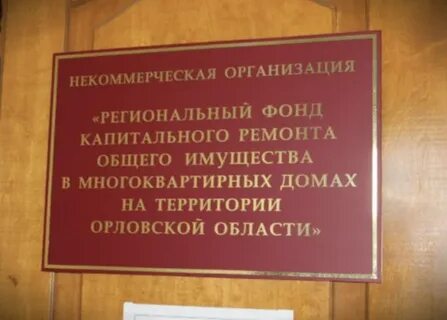 НЕКОММЕРЧЕСКАЯ ОРГАНИЗАЦИЯ
«РЕГИОНАЛЬНЫЙ ФОНД
КАПИТАЛЬНОГО РЕМОНТА
ОБЩЕГО ИМУЩЕСТВА
В МНОГОКВАРТИРНЫХ ДОМАХ
НА ТЕРРИТОРИИ
ОРЛОВСКОЙ ОБЛАСТИ»